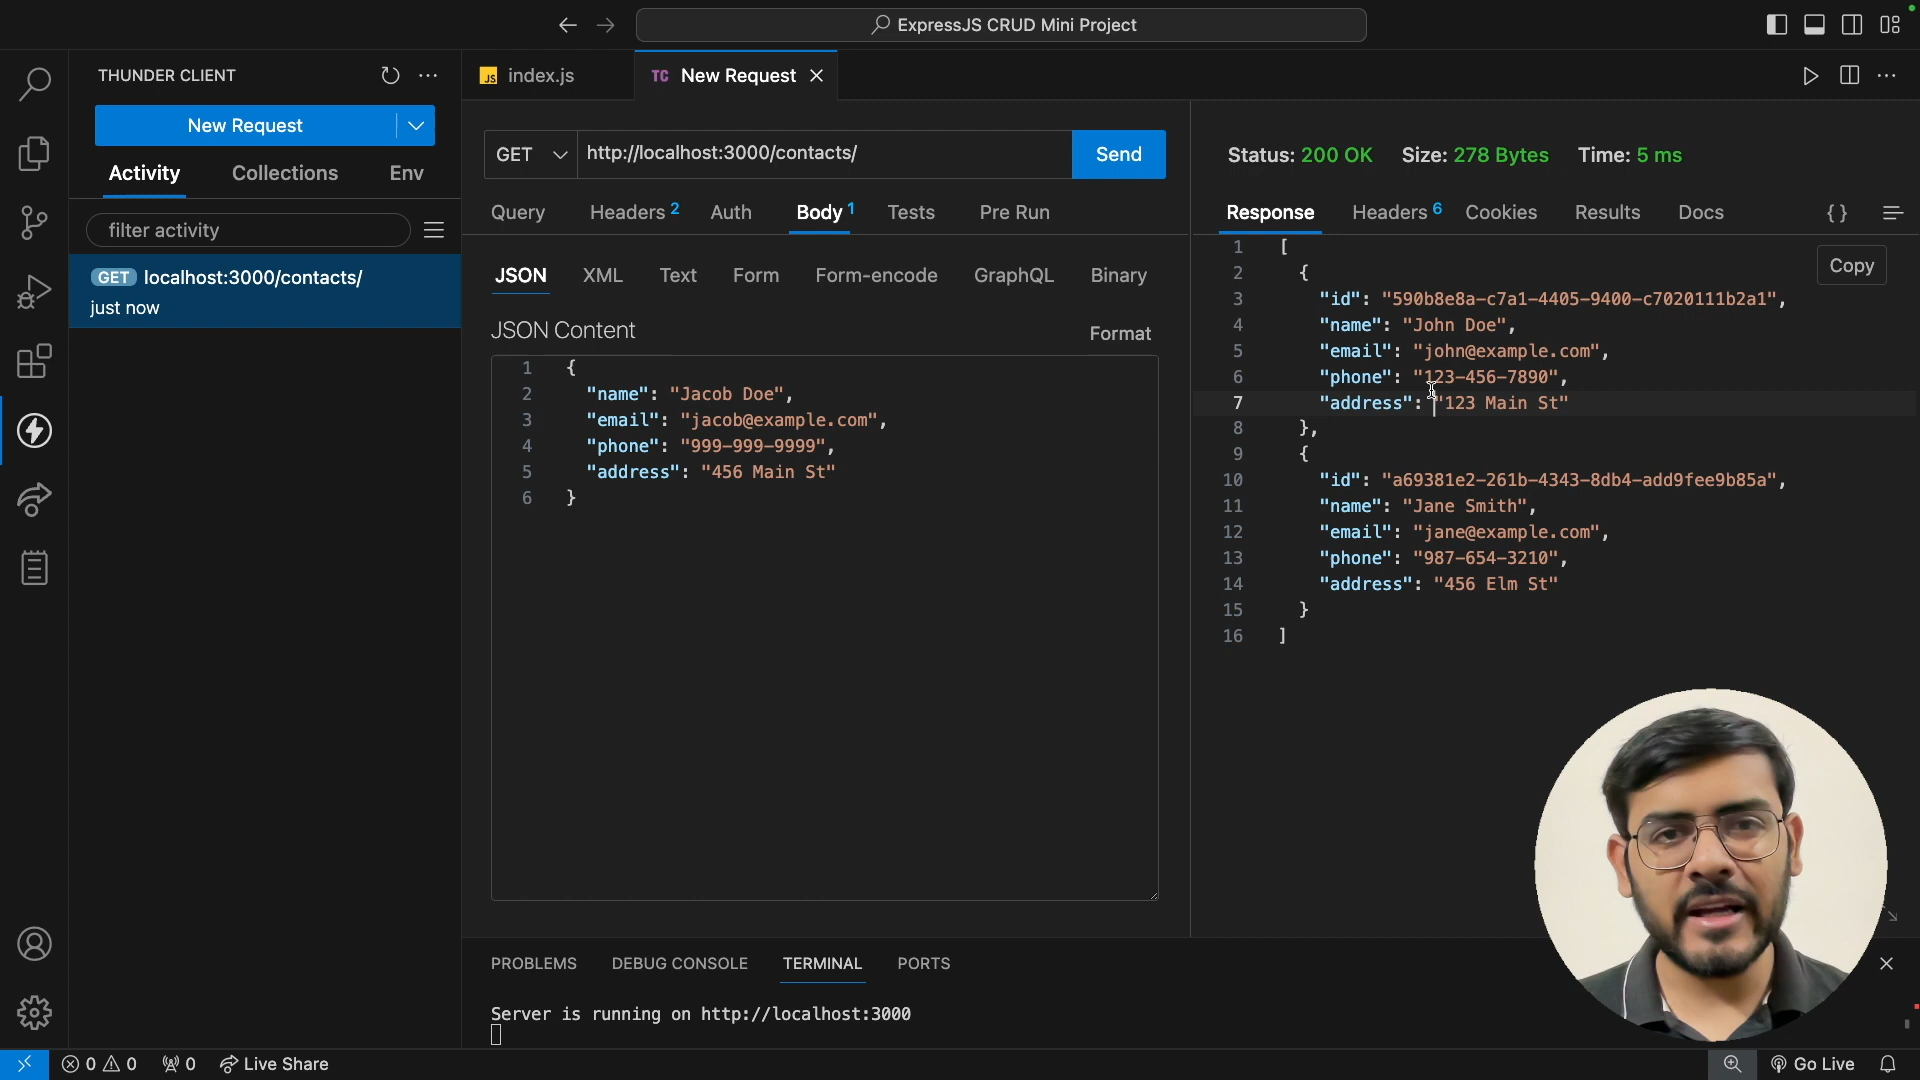 ExpressJS CRUD Mini Project
THUNDER CLIENT
New Request
Activity
Collections
Env
filter activity
GET localhost:3000/contacts/
just now
JS index.js
TC New Request
GET
http://localhost:3000/contacts/
Send
Query
Headers 2
Auth
Body 1
Tests
Pre Run
JSON
XML
Text
Form
Form-encode
GraphQL
Binary
JSON Content
Format
1 {
2 "name": "Jacob Doe",
3 "email": "jacob@example.com",
4 "phone": "999-999-9999",
5 "address": "456 Main St"
6 }
Status: 200 OK
Size: 278 Bytes
Time: 5 ms
Response
Headers 6
Cookies
Results
Docs
{}
Copy
1 [
2 {
3 "id": "590b8e8a-c7a1-4405-9400-c7020111b2a1",
4 "name": "John Doe",
5 "email": "john@example.com",
6 "phone": "123-456-7890",
7 "address": "123 Main St"
8 },
9 {
10 "id": "a69381e2-261b-4343-8db4-add9fee9b85a",
11 "name": "Jane Smith",
12 "email": "jane@example.com",
13 "phone": "987-654-3210",
14 "address": "456 Elm St"
15 }
16 ]
PROBLEMS
DEBUG CONSOLE
TERMINAL
PORTS
Server is running on http://localhost:3000
0
0
0
Live Share
Go Live